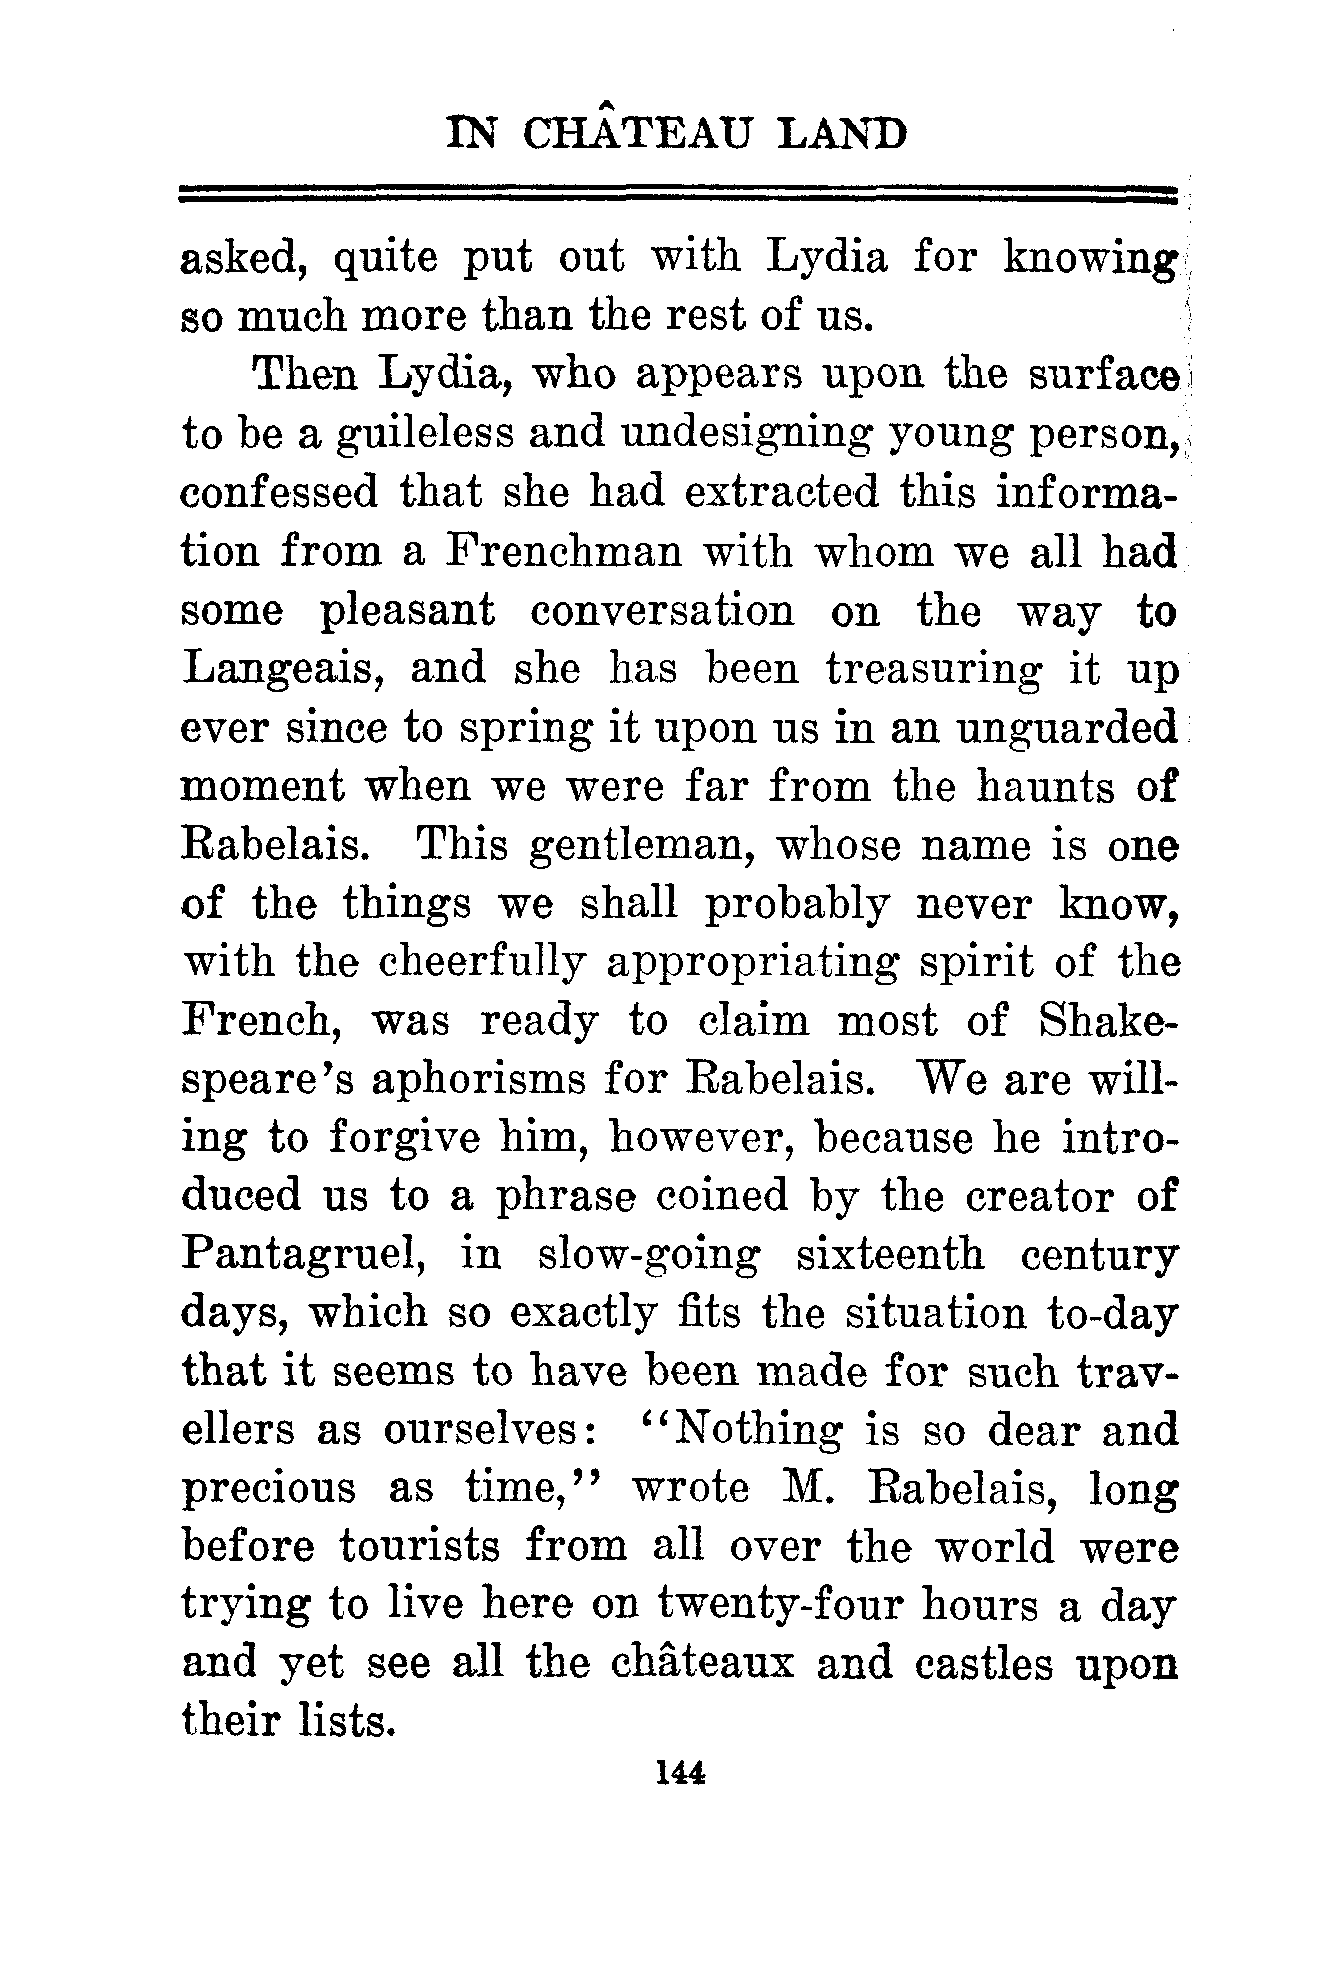 IN CHÂTEAU LAND
asked, quite put out with Lydia for knowing
so much more than the rest of us.
Then Lydia, who appears upon the surface
to be a guileless and undesigning young person,
confessed that she had extracted this informa-
tion from a Frenchman with whom we all had
some pleasant conversation on the way to
Langeais, and she has been treasuring it up
ever since to spring it upon us in an unguarded
moment when we were far from the haunts of
Rabelais. This gentleman, whose name is one
of the things we shall probably never know,
with the cheerfully appropriating spirit of the
French, was ready to claim most of Shake-
speare's aphorisms for Rabelais. We are will-
ing to forgive him, however, because he intro-
duced us to a phrase coined by the creator of
Pantagruel, in slow-going sixteenth century
days, which so exactly fits the situation to-day
that it seems to have been made for such trav-
ellers as ourselves: "Nothing is so dear and
precious as time," wrote M. Rabelais, long
before tourists from all over the world were
trying to live here on twenty-four hours a day
and yet see all the châteaux and castles upon
their lists.
144